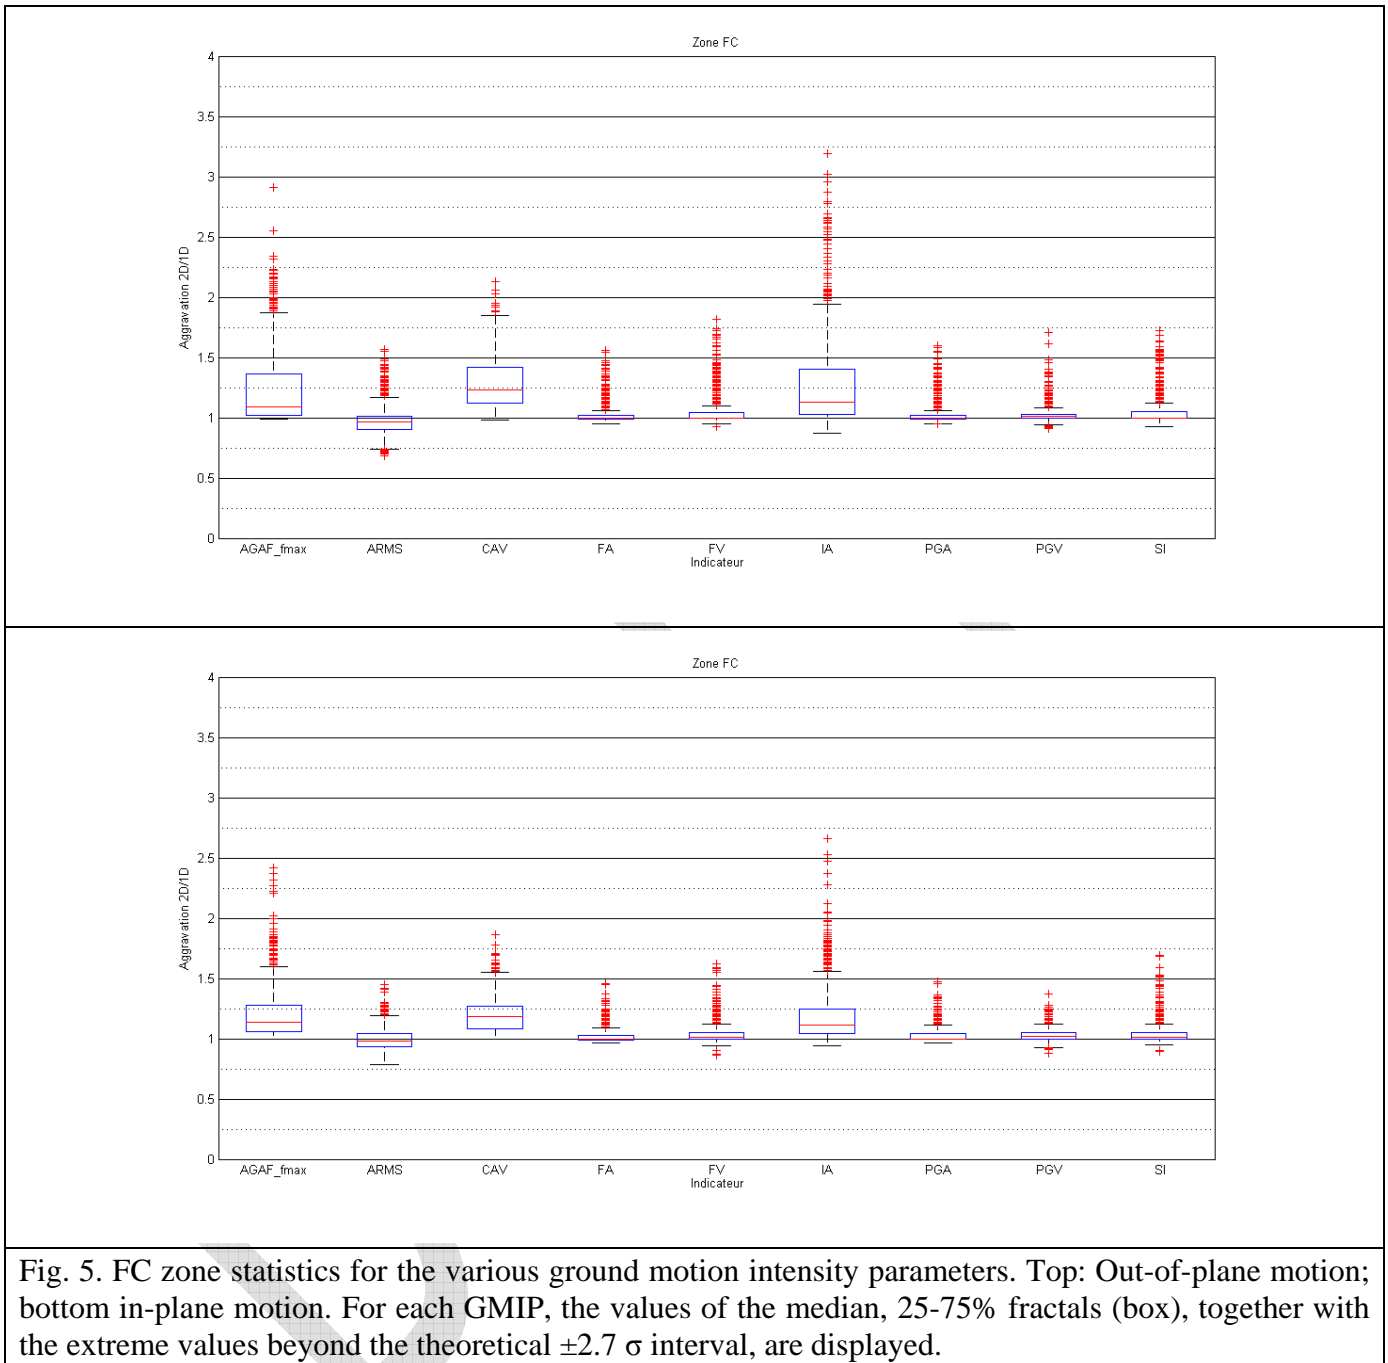 Zone FC
4
3.5
3
2.5
2
1.5
1
0.5
0
Aggravation 2D/1D
AGAF_fmax ARMS CAV FA FV IA PGA PGV SI
Indicateur
Zone FC
4
3.5
3
2.5
2
1.5
1
0.5
0
Aggravation 2D/1D
AGAF_fmax ARMS CAV FA FV IA PGA PGV SI
Indicateur
Fig. 5. FC zone statistics for the various ground motion intensity parameters. Top: Out-of-plane motion;
bottom in-plane motion. For each GMIP, the values of the median, 25-75% fractals (box), together with
the extreme values beyond the theoretical ±2.7 σ interval, are displayed.